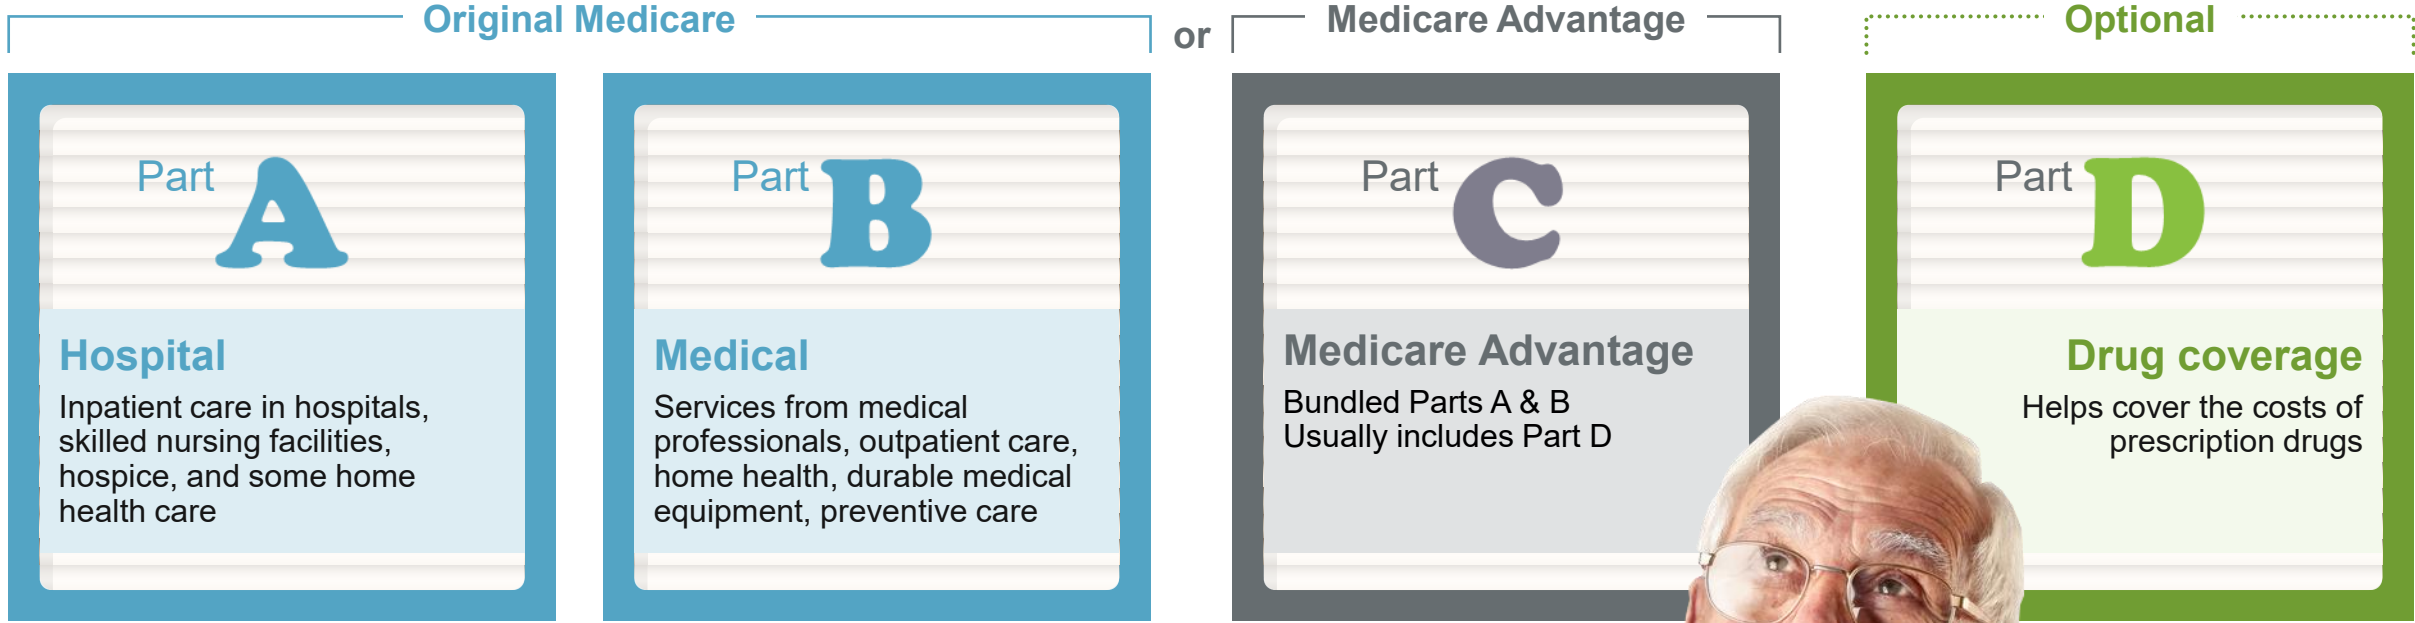 Original Medicare
or
Medicare Advantage
Optional
Part A
Hospital
Inpatient care in hospitals,
skilled nursing facilities,
hospice, and some home
health care
Part B
Medical
Services from medical
professionals, outpatient care,
home health, durable medical
equipment, preventive care
Part C
Medicare Advantage
Bundled Parts A & B
Usually includes Part D
Part D
Drug coverage
Helps cover the costs of
prescription drugs